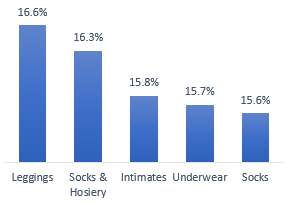 16.6%
16.3%
15.8%
15.7%
15.6%
Leggings Socks & Intimates Underwear Socks
Hosiery